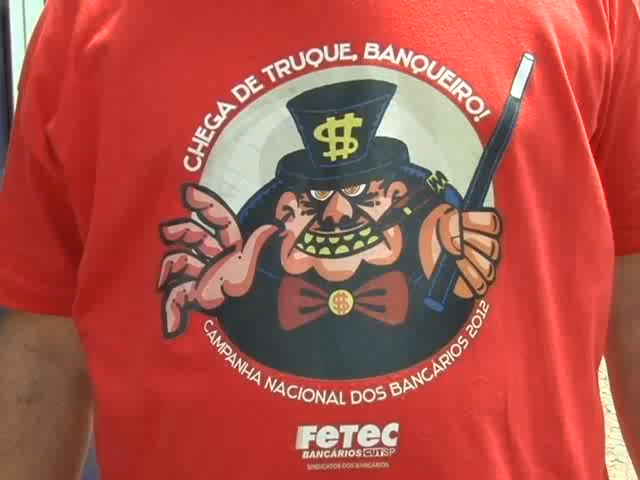 CHEGA DE TRUQUE, BANQUEIRO!
$
$
CAMPANHA NACIONAL DOS BANCÁRIOS 2012
FETEC
BANCÁRIOS CUT SP
SINDICATOS DOS BANCÁRIOS